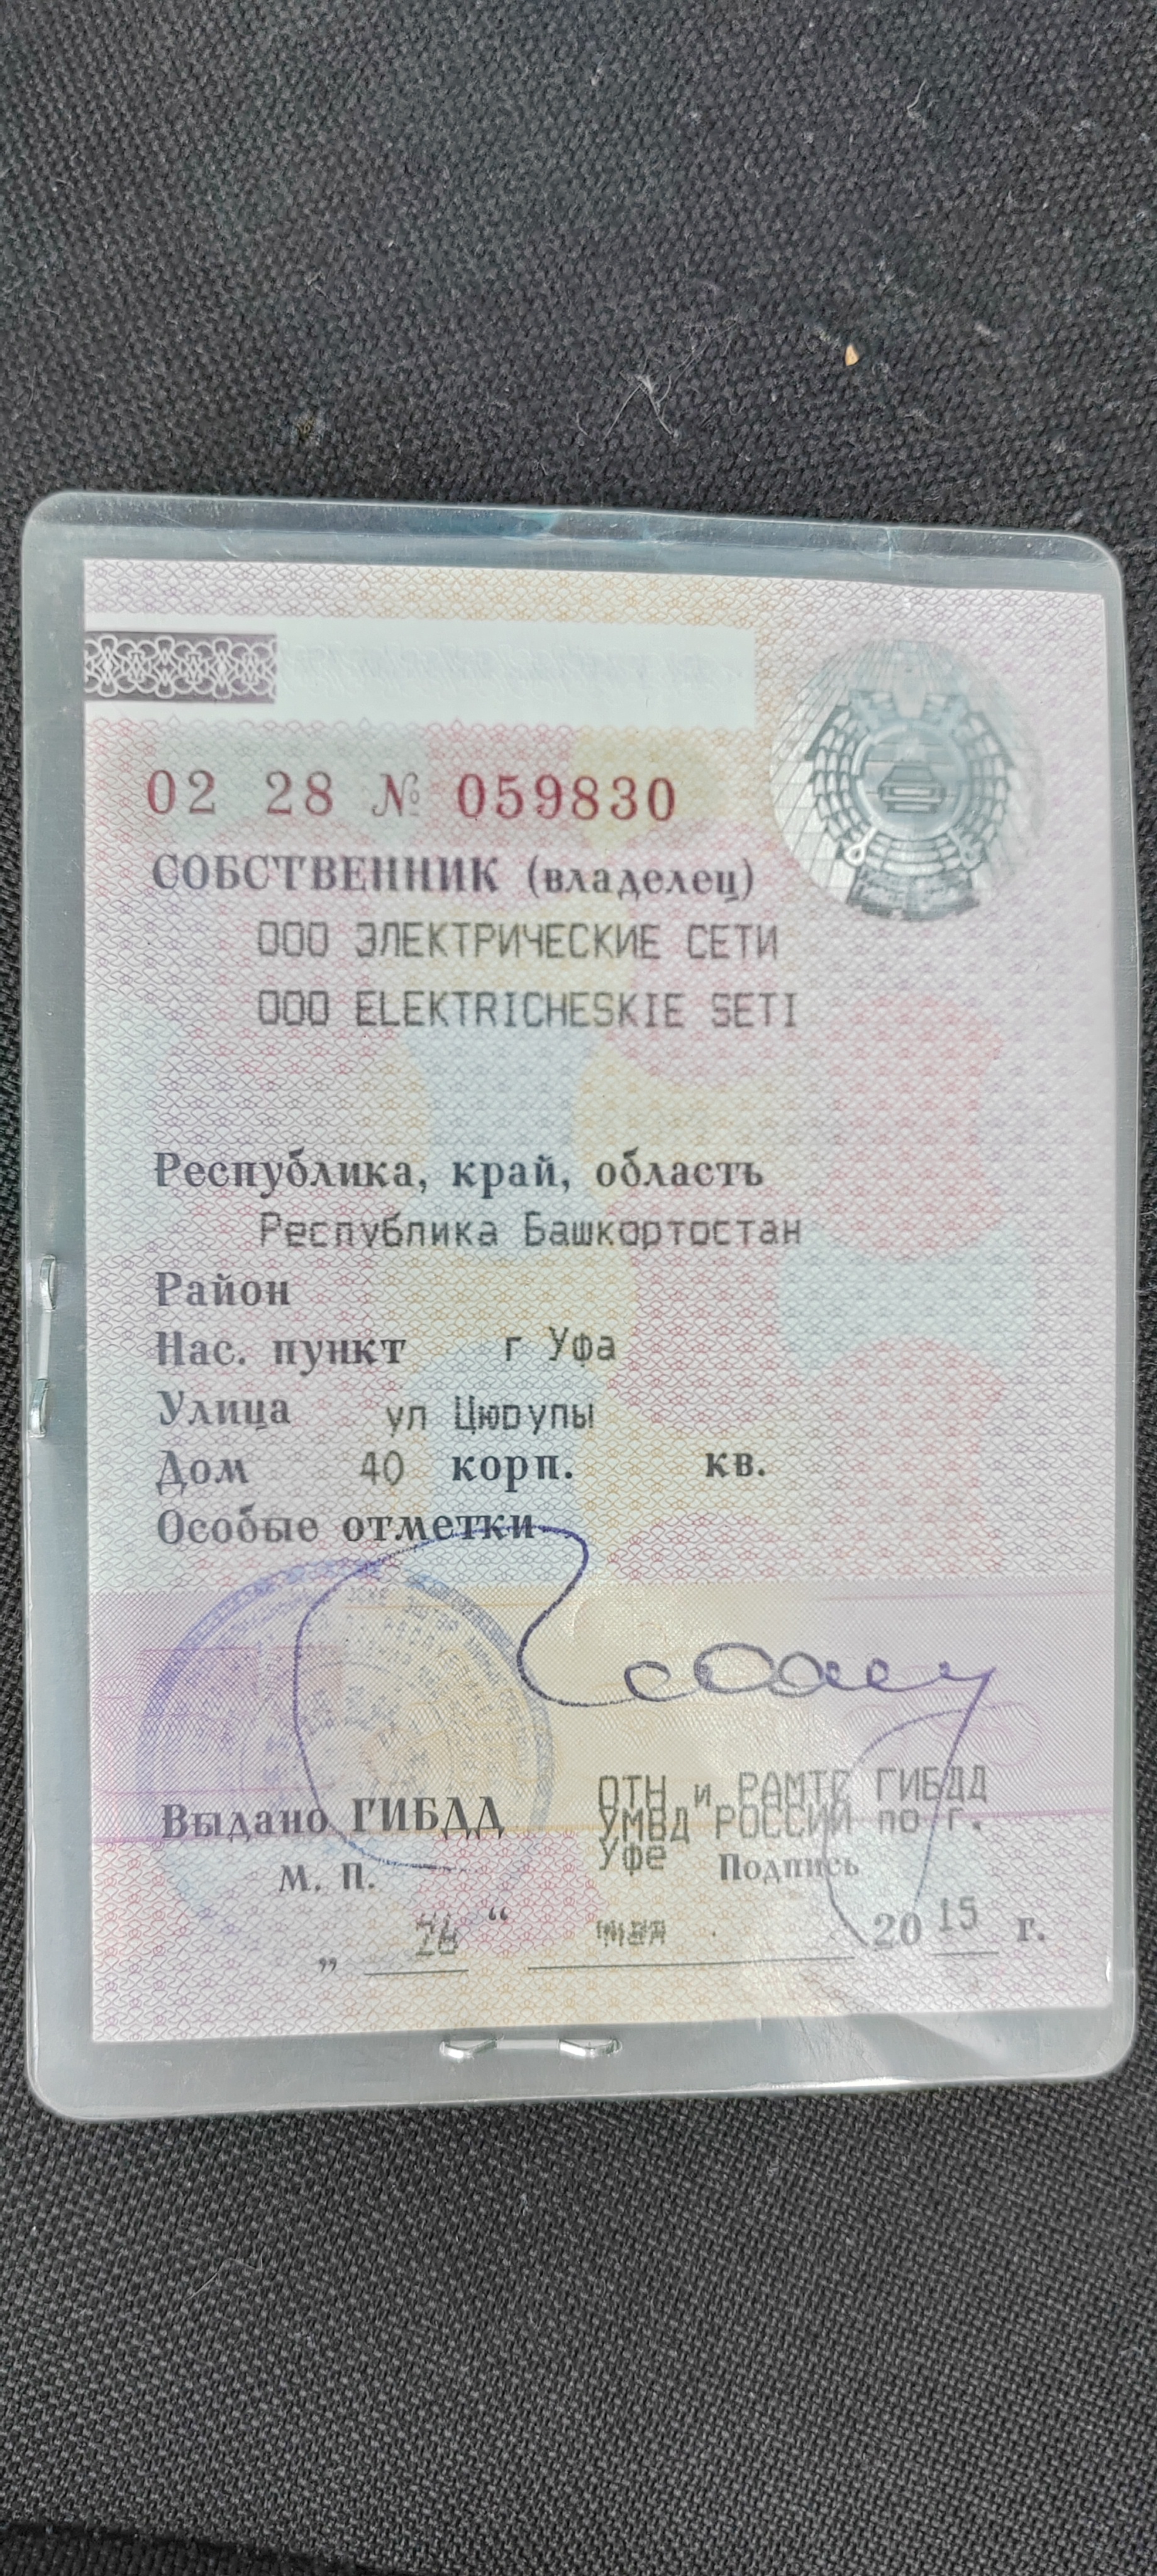 02 28 № 059830
СОБСТВЕННИК (владелец)
ООО ЭЛЕКТРИЧЕСКИЕ СЕТИ
OOO ELEKTRICHESKIE SETI
Республика, край, область
Республика Башкортостан
Район
Нас. пункт г Уфа
Улица ул Цюрупы
Дом 40 корп. кв.
Особые отметки
ОТН и РАМТС ГИБДД
Выдано ГИБДД УМВД РОССИИ по г.
Уфе Подпись
М. П.
„ “ 20 15 г.